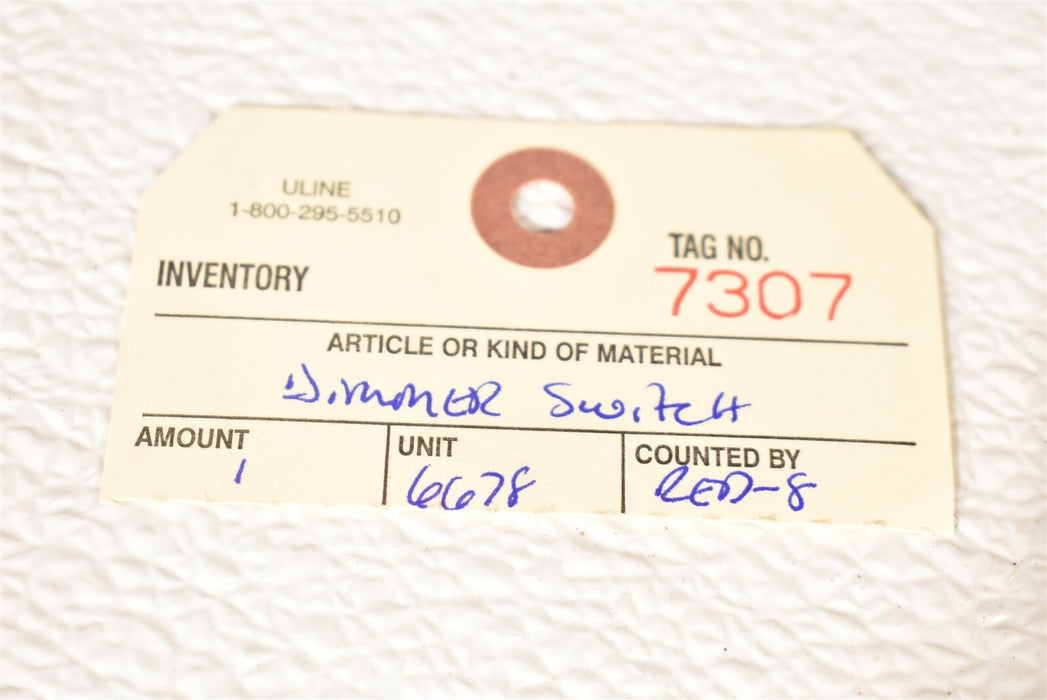 ULINE
1-800-295-5510
TAG NO.
INVENTORY
7307
ARTICLE OR KIND OF MATERIAL
Dimmer Switch
AMOUNT
1
UNIT
6678
COUNTED BY
RED-8